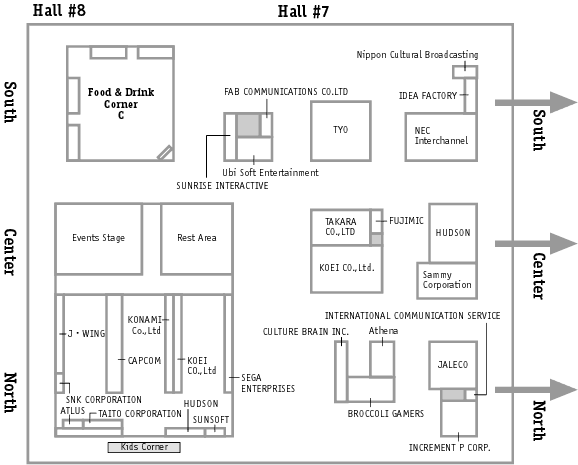 Hall #8
Hall #7
Nippon Cultural Broadcasting
South
Food & Drink
Corner
C
FAB COMMUNICATIONS CO.LTD
IDEA FACTORY
TYO
NEC
Interchannel
South
Ubi Soft Entertainment
SUNRISE INTERACTIVE
Center
Events Stage
Rest Area
TAKARA
CO.,LTD
FUJIMIC
HUDSON
KOEI CO.,Ltd.
Sammy
Corporation
Center
INTERNATIONAL COMMUNICATION SERVICE
KONAMI
Co.,Ltd
J・WING
CULTURE BRAIN INC.
Athena
CAPCOM
KOEI
CO.,Ltd
JALECO
North
SEGA
ENTERPRISES
SNK CORPORATION
ATLUS
TAITO CORPORATION
HUDSON
SUNSOFT
BROCCOLI GAMERS
North
Kids Corner
INCREMENT P CORP.